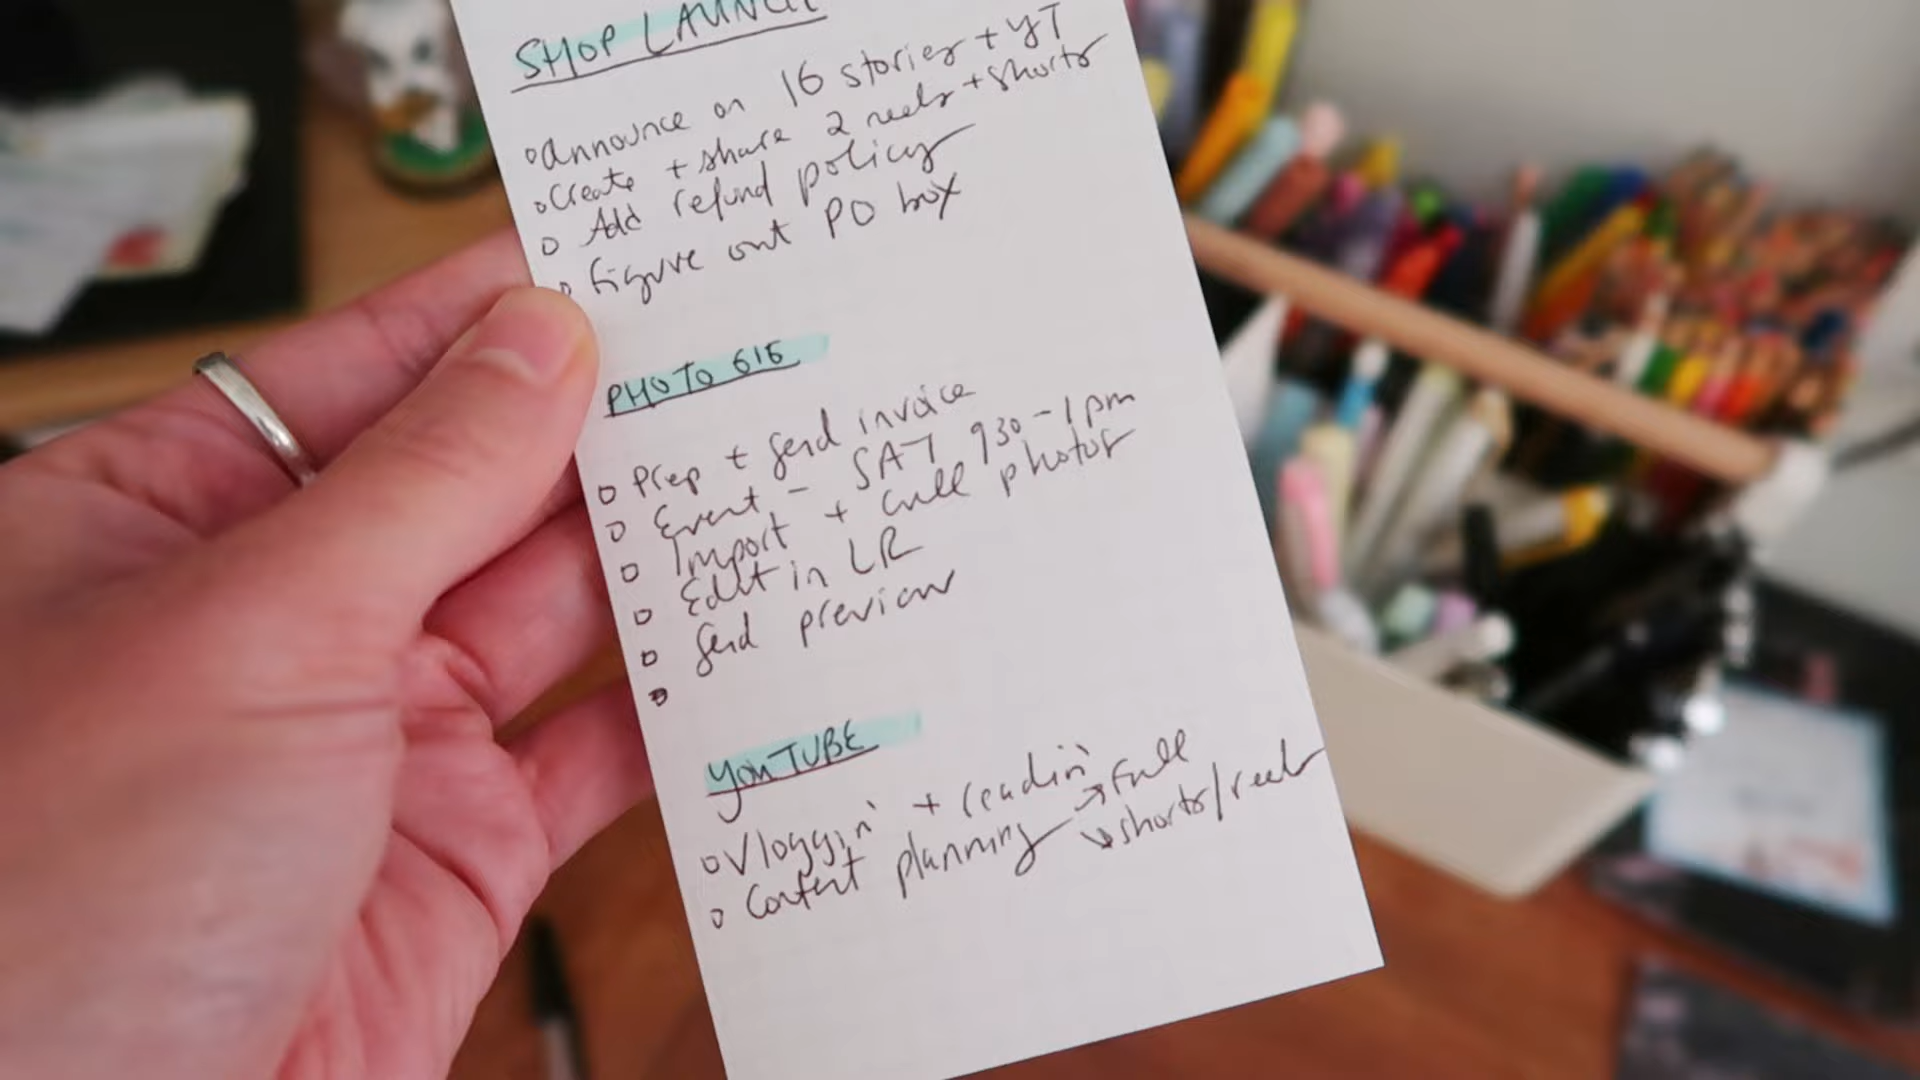 SHOP LAUNCH
Announce on IG stories + YT
Create + share 2 reels + shorts
Add refund policy
Figure out PO box
PHOTO GIG
Prep + send invoice
Event - SAT 930-1pm
Import + cull photos
Edit in LR
Send preview
YOUTUBE
Vloggin' + readin'
Content planning → Full
↘ shorts/reels